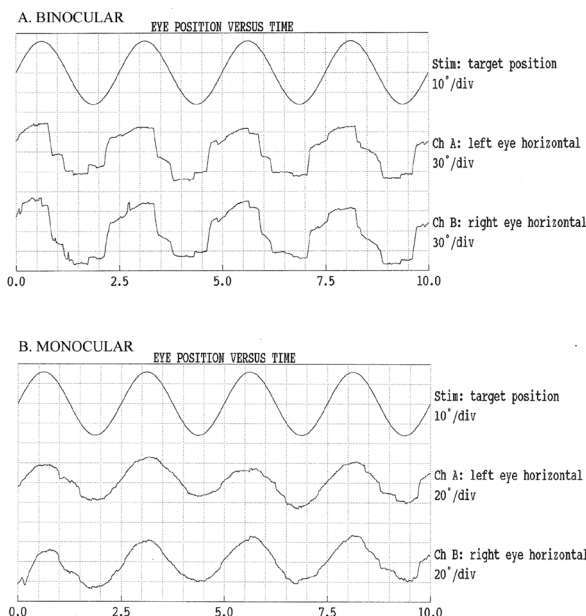 A. BINOCULAR
EYE POSITION VERSUS TIME
Stim: target position
10°/div
Ch A: left eye horizontal
30°/div
Ch B: right eye horizontal
30°/div
0.0 2.5 5.0 7.5 10.0
B. MONOCULAR
EYE POSITION VERSUS TIME
Stim: target position
10°/div
Ch A: left eye horizontal
20°/div
Ch B: right eye horizontal
20°/div
0.0 2.5 5.0 7.5 10.0